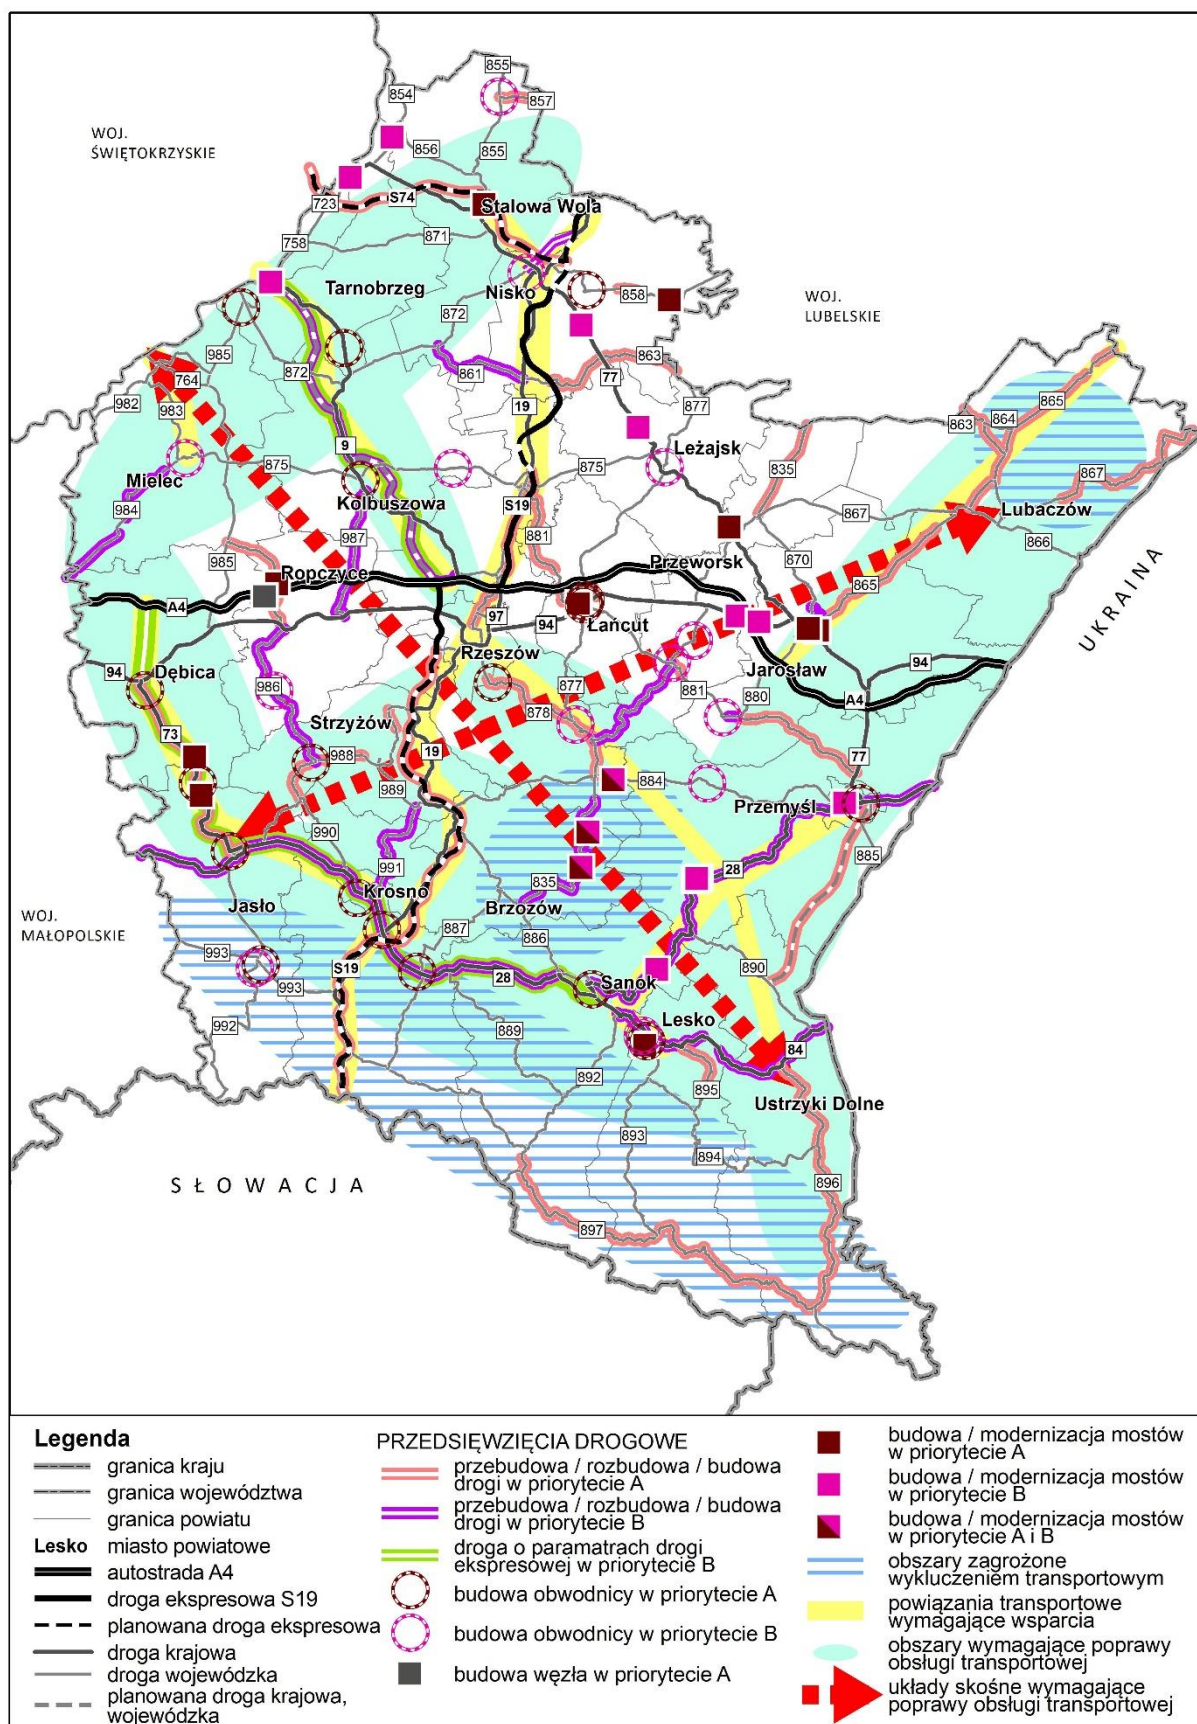 855
854
857
WOJ.
ŚWIĘTOKRZYSKIE
856
855
723
S74
Stalowa Wola
758
871
Tarnobrzeg
Nisko
858
WOJ.
LUBELSKIE
872
985
872
861
863
77
764
982
983
877
19
863
864
865
9
875
Leżajsk
875
835
Mielec
867
984
Kolbuszowa
S19
867
Lubaczów
987
881
866
985
870
Ropczyce
Przeworsk
865
A4
97
94
Łańcut
UKRAINA
Rzeszów
Jarosław
94
94
Dębica
877
881
880
986
878
A4
Strzyżów
73
19
77
988
989
884
Przemyśl
990
885
991
28
Krosno
835
Jasło
Brzozów
WOJ.
MAŁOPOLSKIE
887
886
993
S19
890
993
28
Sanok
992
889
Lesko
84
892
895
Ustrzyki Dolne
893
894
SŁOWACJA
896
897
Legenda
granica kraju
granica województwa
granica powiatu
Lesko miasto powiatowe
autostrada A4
droga ekspresowa S19
planowana droga ekspresowa
droga krajowa
droga wojewódzka
planowana droga krajowa,
wojewódzka
PRZEDSIĘWZIĘCIA DROGOWE
przebudowa / rozbudowa / budowa
drogi w priorytecie A
przebudowa / rozbudowa / budowa
drogi w priorytecie B
droga o paramatrach drogi
ekspresowej w priorytecie B
budowa obwodnicy w priorytecie A
budowa obwodnicy w priorytecie B
budowa węzła w priorytecie A
budowa / modernizacja mostów
w priorytecie A
budowa / modernizacja mostów
w priorytecie B
budowa / modernizacja mostów
w priorytecie A i B
obszary zagrożone
wykluczeniem transportowym
powiązania transportowe
wymagające wsparcia
obszary wymagające poprawy
obsługi transportowej
układy skośne wymagające
poprawy obsługi transportowej